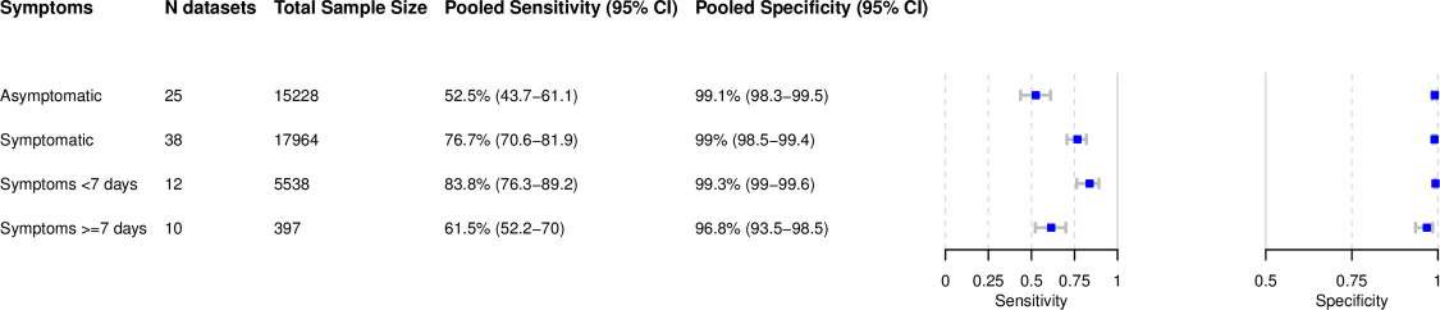 Symptoms N datasets Total Sample Size Pooled Sensitivity (95% CI) Pooled Specificity (95% CI)
Asymptomatic 25 15228 52.5% (43.7−61.1) 99.1% (98.3−99.5)
Symptomatic 38 17964 76.7% (70.6−81.9) 99% (98.5−99.4)
Symptoms <7 days 12 5538 83.8% (76.3−89.2) 99.3% (99−99.6)
Symptoms >=7 days 10 397 61.5% (52.2−70) 96.8% (93.5−98.5)
0 0.25 0.5 0.75 1 0.5 0.75 1
Sensitivity Specificity